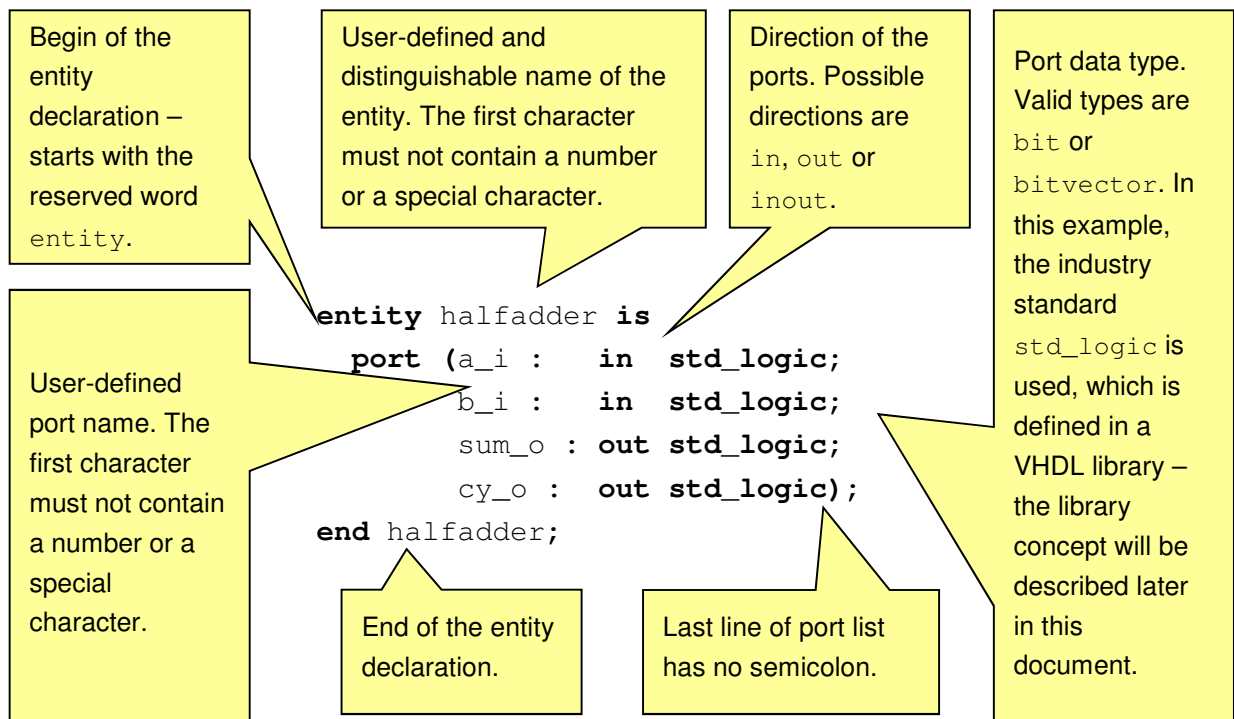 Begin of the
entity
declaration –
starts with the
reserved word
entity.
User-defined and
distinguishable name of the
entity. The first character
must not contain a number
or a special character.
Direction of the
ports. Possible
directions are
in, out or
inout.
Port data type.
Valid types are
bit or
bitvector. In
this example,
the industry
standard
std_logic is
used, which is
defined in a
VHDL library –
the library
concept will be
described later
in this
document.
User-defined
port name. The
first character
must not contain
a number or a
special
character.
entity halfadder is
port (a_i : in std_logic;
b_i : in std_logic;
sum_o : out std_logic;
cy_o : out std_logic);
end halfadder;
End of the entity
declaration.
Last line of port list
has no semicolon.